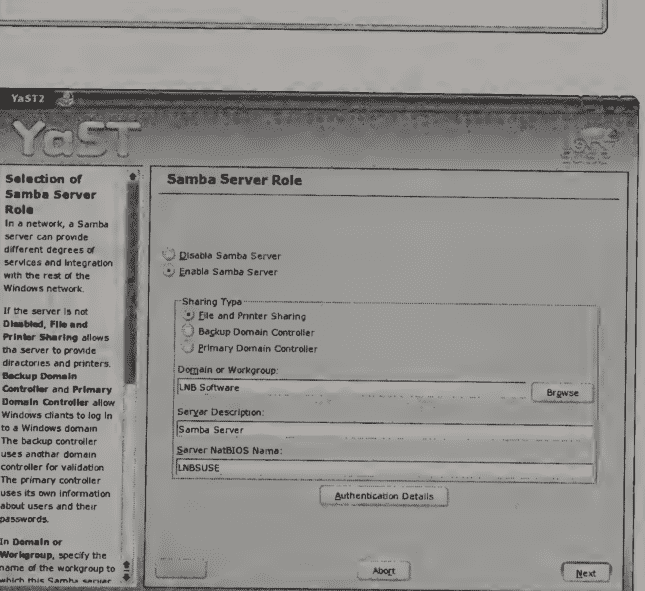 YaST2
YaST
Selection of
Samba Server
Role
In a network, a Samba
server can provide
different degrees of
services and integration
with the rest of the
Windows network.
If the server is not
Disabled, File and
Printer Sharing allows
the server to provide
directories and printers.
Backup Domain
Controller and Primary
Domain Controller allow
Windows clients to log in
to a Windows domain
The backup controller
uses another domain
controller for validation
The primary controller
uses its own information
about users and their
passwords.
In Domain or
Workgroup, specify the
name of the workgroup to
which this Samba server
Samba Server Role
Disable Samba Server
Enable Samba Server
Sharing Type
File and Printer Sharing
Backup Domain Controller
Primary Domain Controller
Domain or Workgroup:
LNB Software
Browse
Server Description:
Samba Server
Server NetBIOS Name:
LNBSUSE
Authentication Details
Abort
Next